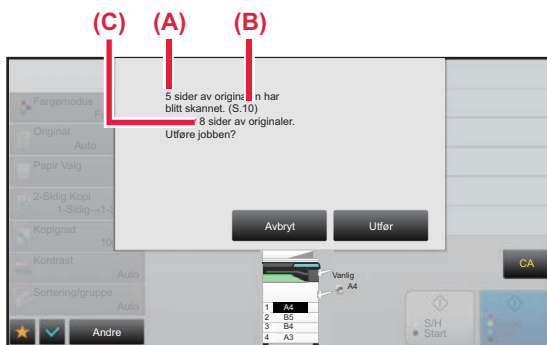 (C) (A) (B)
5 sider av originalen har
blitt skannet. (S.10)
8 sider av originaler.
Utføre jobben?
Avbryt
Utfør
Fargemodus
Original
Auto
Papir Valg
2-Sidig Kopi
1-Sidig→1-S
Kopigrad
100
Kontrast
Auto
Sortering/gruppe
Auto
Andre
Vanlig
A4
1 A4
2 B5
3 B4
4 A3
CA
S/H
Start
Start